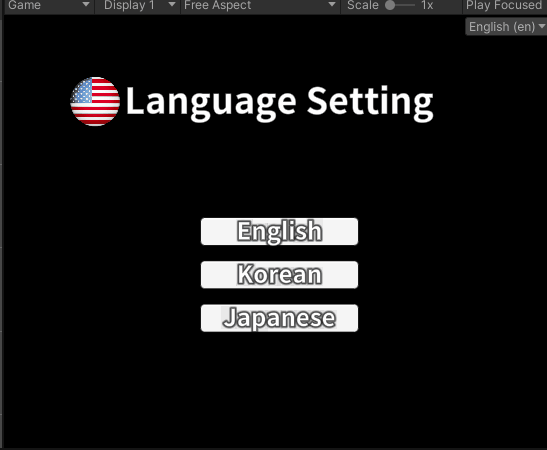 Game Display 1 Free Aspect Scale 1x Play Focused
English (en)
Language Setting
English
Korean
Japanese